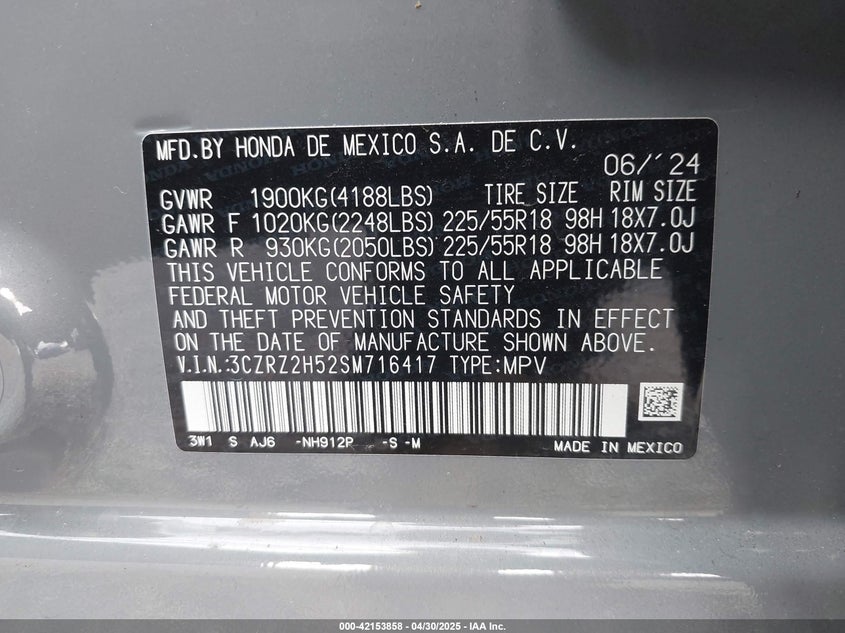 MFD.BY HONDA DE MEXICO S.A. DE C.V.
06/'24
GVWR 1900KG(4188LBS) TIRE SIZE RIM SIZE
GAWR F 1020KG(2248LBS) 225/55R18 98H 18X7.0J
GAWR R 930KG(2050LBS) 225/55R18 98H 18X7.0J
THIS VEHICLE CONFORMS TO ALL APPLICABLE
FEDERAL MOTOR VEHICLE SAFETY
AND THEFT PREVENTION STANDARDS IN EFFECT
ON THE DATE OF MANUFACTURE SHOWN ABOVE.
V.I.N.:3CZRZ2H52SM716417 TYPE:MPV
3W1 S AJ6 -NH912P -S -M MADE IN MEXICO
000-42153858 - 04/30/2025 - IAA Inc.